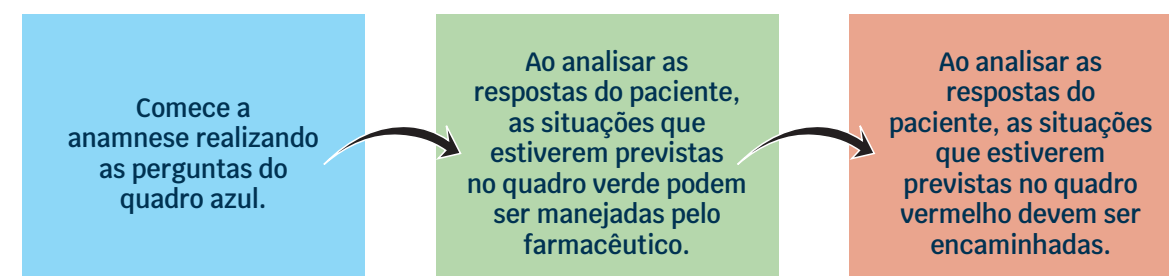 Comece a
anamnese realizando
as perguntas do
quadro azul.
Ao analisar as
respostas do paciente,
as situações que
estiverem previstas
no quadro verde podem
ser manejadas pelo
farmacêutico.
Ao analisar as
respostas do
paciente, as situações
que estiverem
previstas no quadro
vermelho devem ser
encaminhadas.